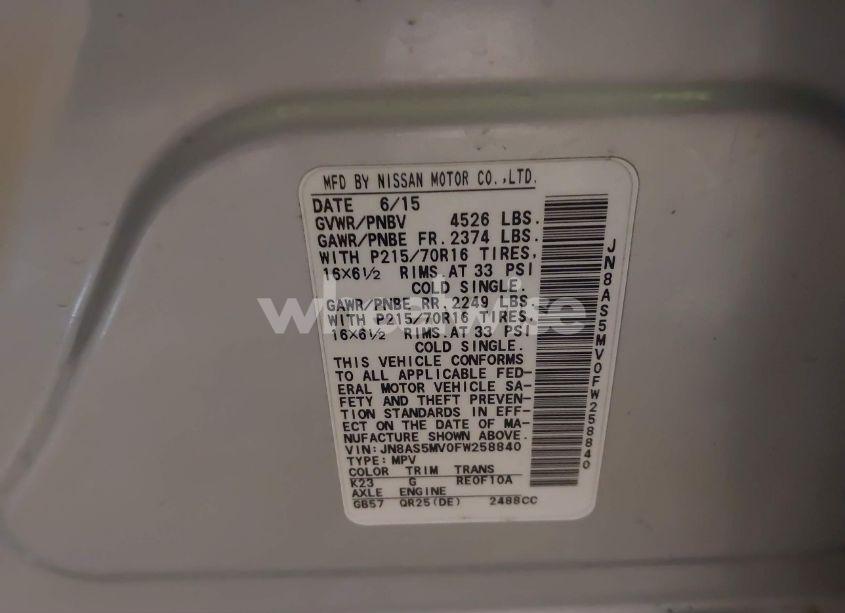 MFD BY NISSAN MOTOR CO.,LTD.
DATE 6/15
GVWR/PNBV 4526 LBS.
GAWR/PNBE FR. 2374 LBS.
WITH P215/70R16 TIRES,
16×6½ RIMS.AT 33 PSI
COLD SINGLE.
GAWR/PNBE RR. 2249 LBS.
WITH P215/70R16 TIRES,
16×6½ RIMS.AT 33 PSI
COLD SINGLE.
THIS VEHICLE CONFORMS
TO ALL APPLICABLE FED-
ERAL MOTOR VEHICLE SA-
FETY AND THEFT PREVEN-
TION STANDARDS IN EFF-
ECT ON THE DATE OF MA-
NUFACTURE SHOWN ABOVE.
VIN:JN8AS5MV0FW258840
TYPE:MPV
COLOR TRIM TRANS
K23 G RE0F10A
AXLE ENGINE
GB57 QR25(DE) 2488CC
JN8AS5MV0FW258840
wheelwise